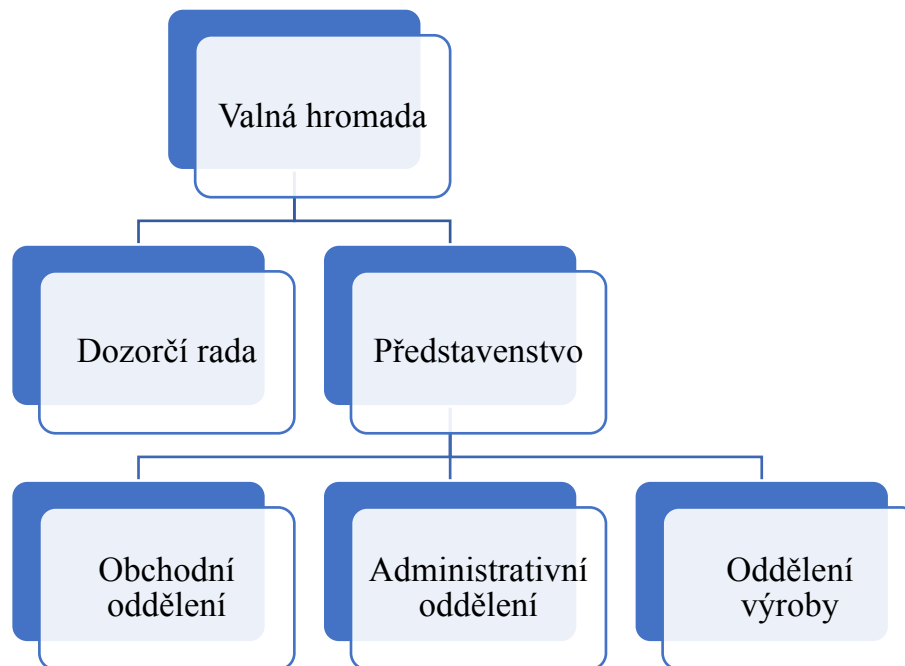 Valná hromada
Dozorčí rada
Představenstvo
Obchodní
oddělení
Administrativní
oddělení
Oddělení
výroby